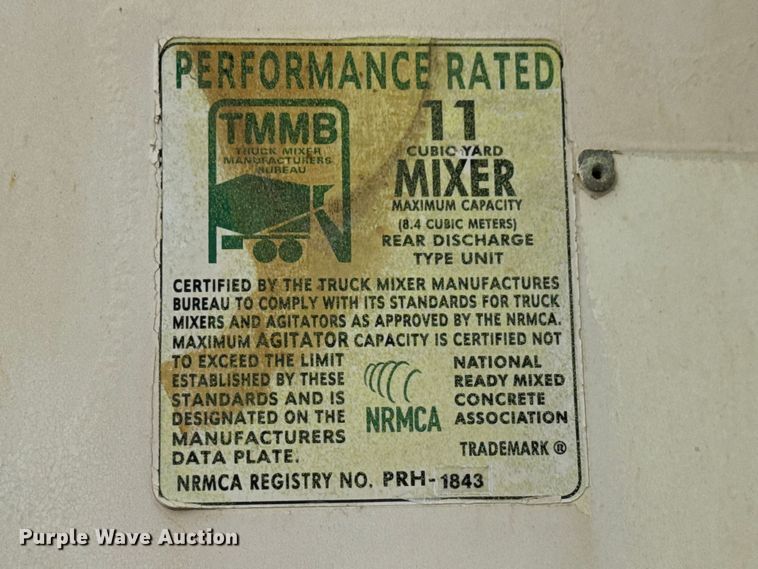 PERFORMANCE RATED
TMMB
TRUCK MIXER
MANUFACTURERS
BUREAU
11
CUBIC YARD
MIXER
MAXIMUM CAPACITY
(8.4 CUBIC METERS)
REAR DISCHARGE
TYPE UNIT
CERTIFIED BY THE TRUCK MIXER MANUFACTURES
BUREAU TO COMPLY WITH ITS STANDARDS FOR TRUCK
MIXERS AND AGITATORS AS APPROVED BY THE NRMCA.
MAXIMUM AGITATOR CAPACITY IS CERTIFIED NOT
TO EXCEED THE LIMIT
ESTABLISHED BY THESE
STANDARDS AND IS
DESIGNATED ON THE
MANUFACTURERS
DATA PLATE.
NRMCA
NATIONAL
READY MIXED
CONCRETE
ASSOCIATION
TRADEMARK ®
NRMCA REGISTRY NO. PRH-1843
Purple Wave Auction